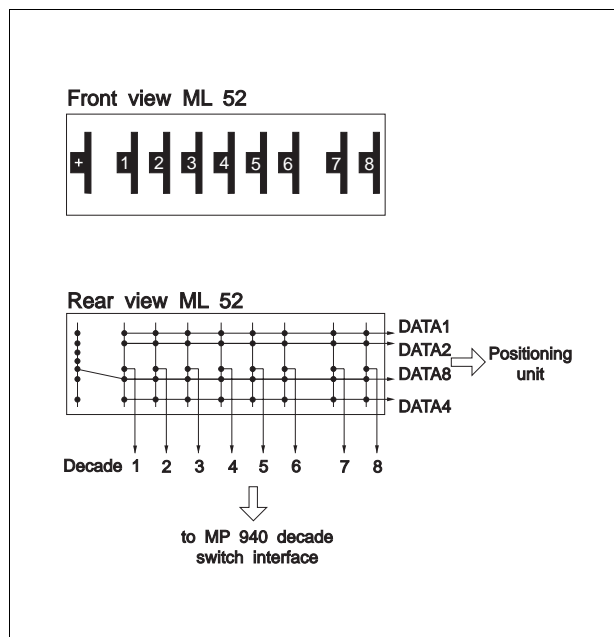 Front view ML 52
+ 1 2 3 4 5 6 7 8
Rear view ML 52
DATA1
DATA2
DATA8
DATA4
Positioning
unit
Decade 1 2 3 4 5 6 7 8
to MP 940 decade
switch interface